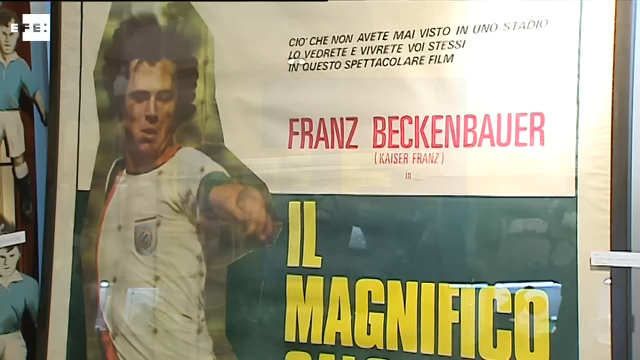 EFE:
CIO' CHE NON AVETE MAI VISTO IN UNO STADIO
LO VEDRETE E VIVRETE VOI STESSI
IN QUESTO SPETTACOLARE FILM
FRANZ BECKENBAUER
(KAISER FRANZ)
in
IL
MAGNIFICO